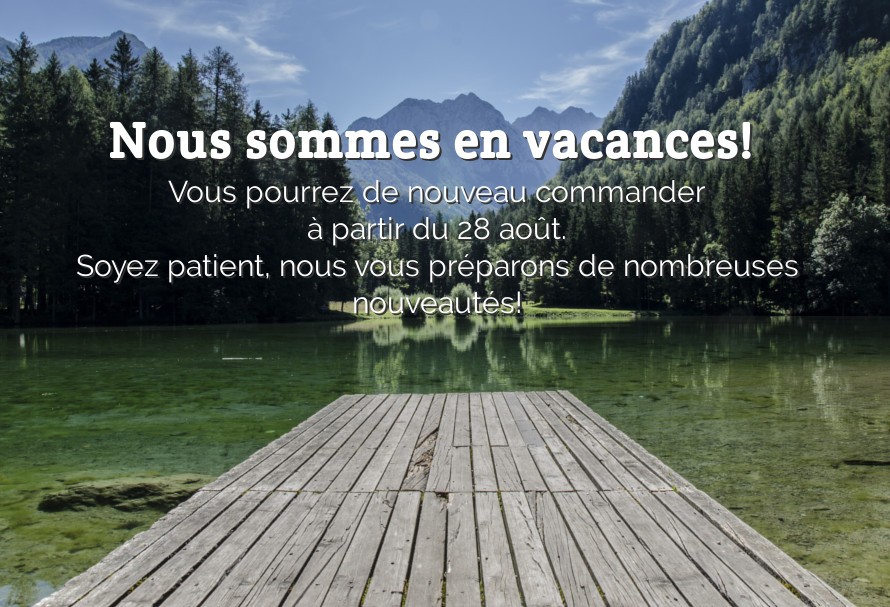 Nous sommes en vacances!
Vous pourrez de nouveau commander
à partir du 28 août.
Soyez patient, nous vous préparons de nombreuses
nouveautés!